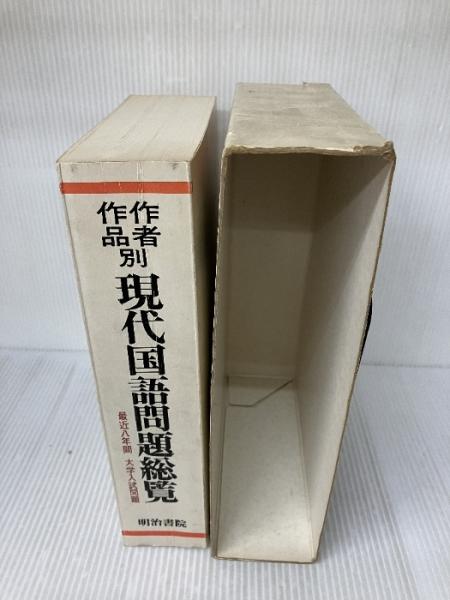 作者
作品別
現代国語問題総覧
最近八年間 大学入試問題
明治書院